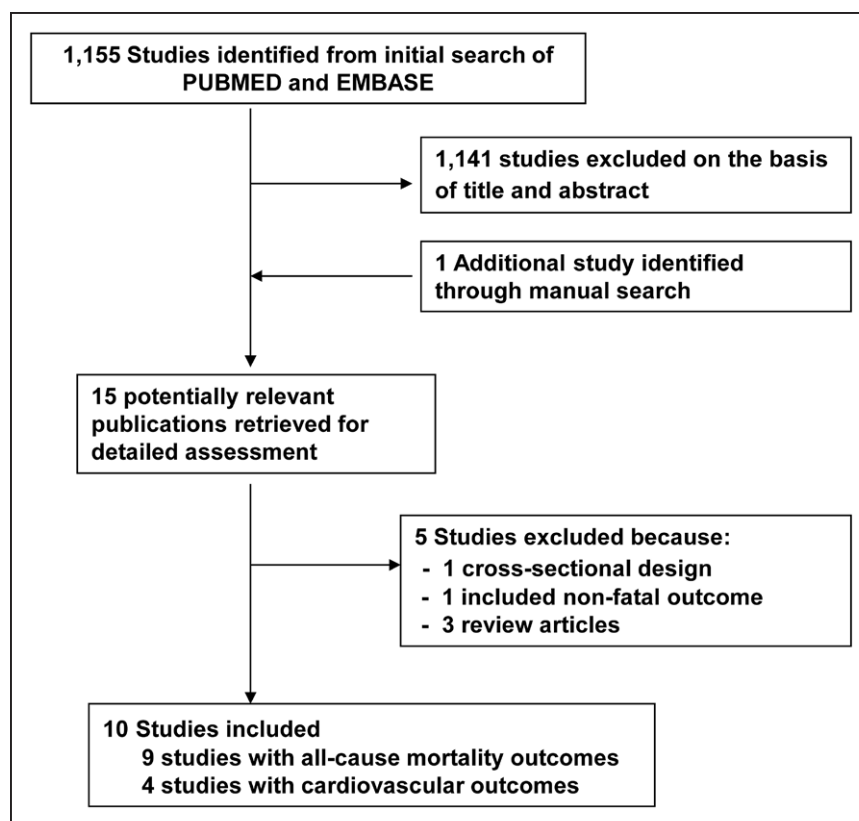 1,155 Studies identified from initial search of
PUBMED and EMBASE
1,141 studies excluded on the basis
of title and abstract
1 Additional study identified
through manual search
15 potentially relevant
publications retrieved for
detailed assessment
5 Studies excluded because:
- 1 cross-sectional design
- 1 included non-fatal outcome
- 3 review articles
10 Studies included
9 studies with all-cause mortality outcomes
4 studies with cardiovascular outcomes